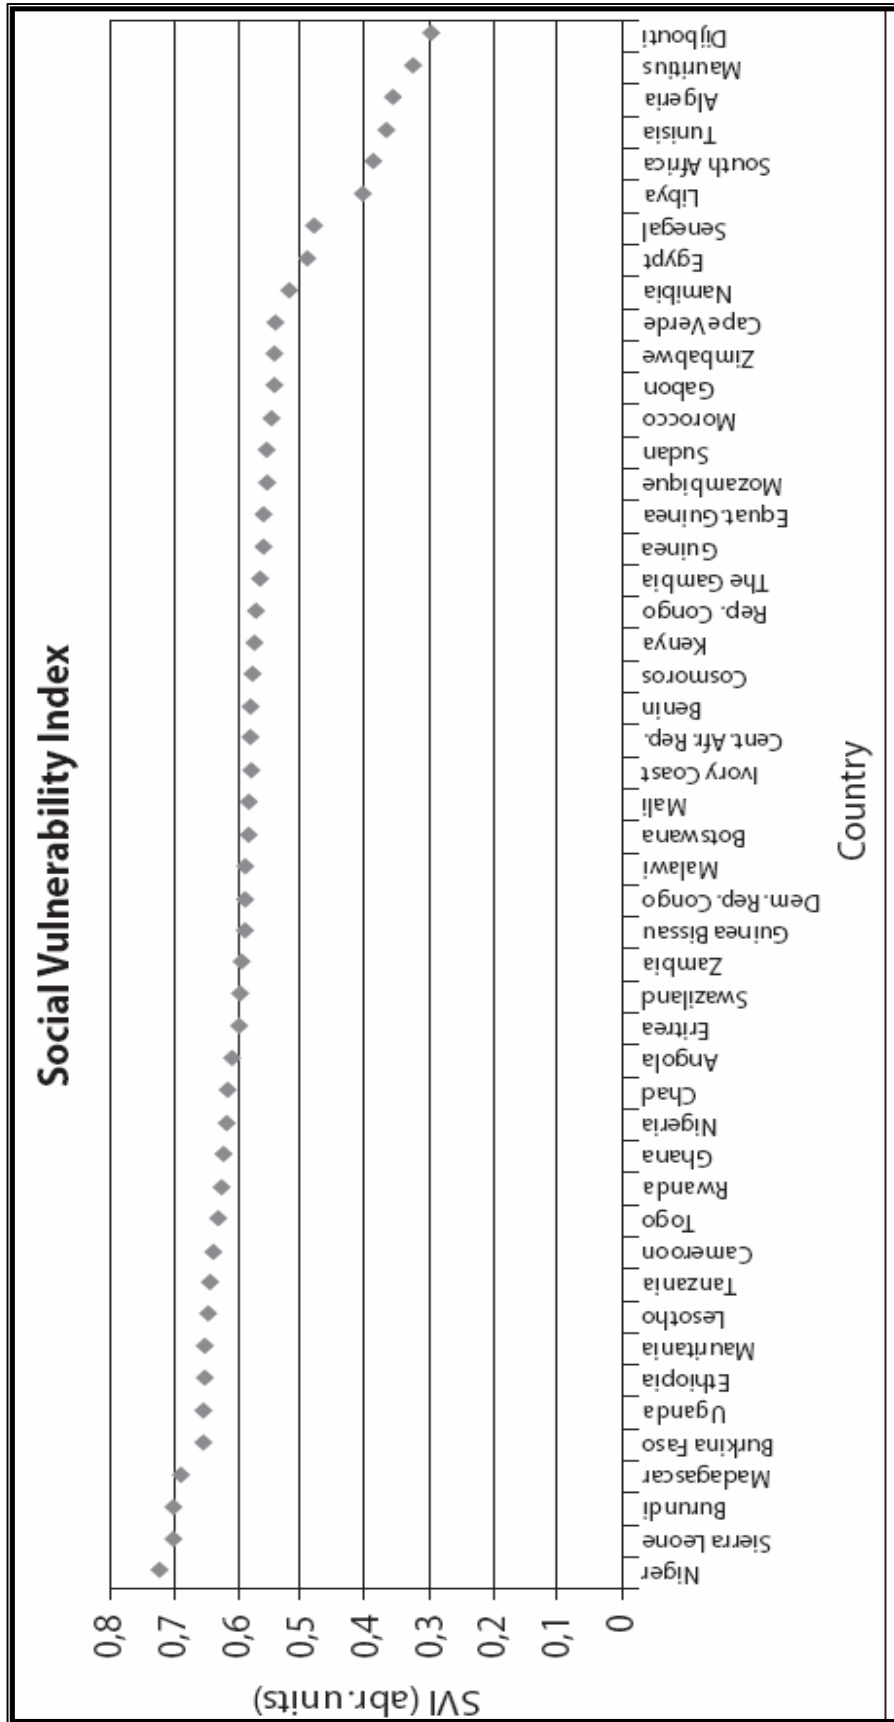 Social Vulnerability Index
SVI (abr. units)
0,8
0,7
0,6
0,5
0,4
0,3
0,2
0,1
0
Niger
Sierra Leone
Burundi
Madagascar
Burkina Faso
Uganda
Ethiopia
Mauritania
Lesotho
Tanzania
Cameroon
Togo
Rwanda
Ghana
Nigeria
Chad
Angola
Eritrea
Swaziland
Zambia
Guinea Bissau
Dem. Rep. Congo
Malawi
Botswana
Mali
Ivory Coast
Cent. Afr. Rep.
Benin
Cosmoros
Kenya
Rep. Congo
The Gambia
Guinea
Equat. Guinea
Mozambique
Sudan
Morocco
Gabon
Zimbabwe
Cape Verde
Namibia
Egypt
Senegal
Libya
South Africa
Tunisia
Algeria
Mauritius
Dijbouti
Country